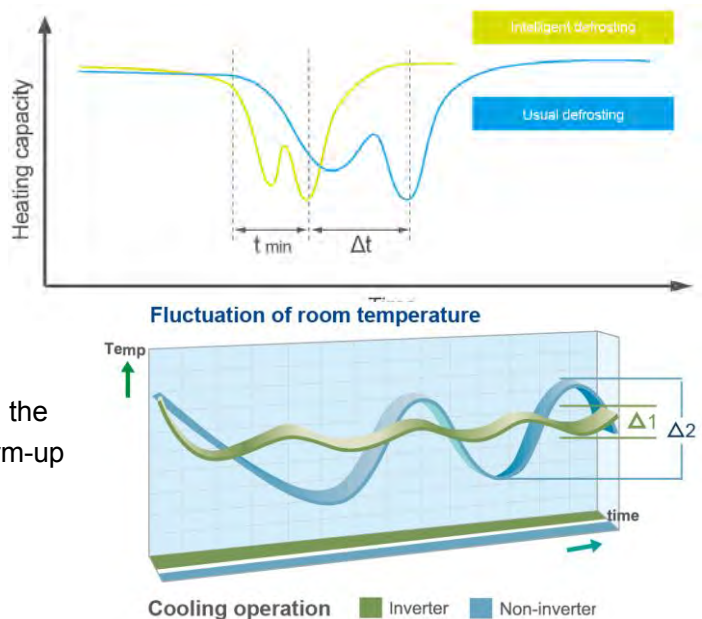 Intelligent defrosting
Usual defrosting
Heating capacity
t min
Δt
Fluctuation of room temperature
Temp
the
rm-up
Δ1
Δ2
time
Cooling operation
Inverter
Non-inverter